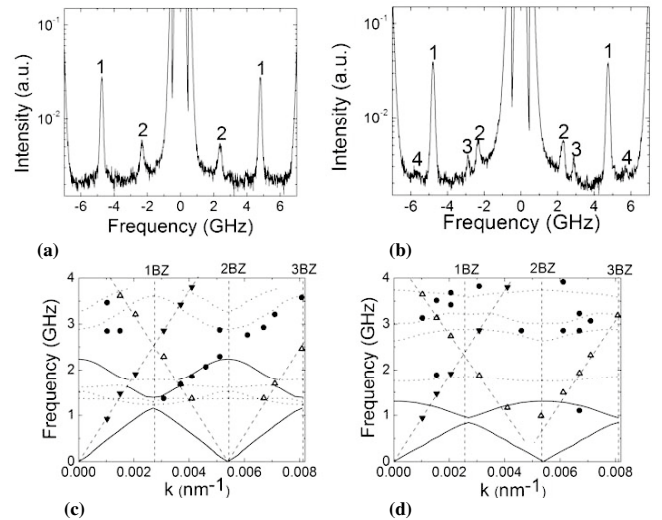 10⁻¹
10⁻²
Intensity (a.u.)
1 2 2 1
-6 -4 -2 0 2 4 6
Frequency (GHz)
(a)
10⁻¹
10⁻²
Intensity (a.u.)
4 1 3 2 2 3 1 4
-6 -4 -2 0 2 4 6
Frequency (GHz)
(b)
1BZ 2BZ 3BZ
4
3
2
1
0
Frequency (GHz)
0.000 0.002 0.004 0.006 0.008
k (nm⁻¹)
(c)
1BZ 2BZ 3BZ
4
3
2
1
0
Frequency (GHz)
0.000 0.002 0.004 0.006 0.008
k (nm⁻¹)
(d)